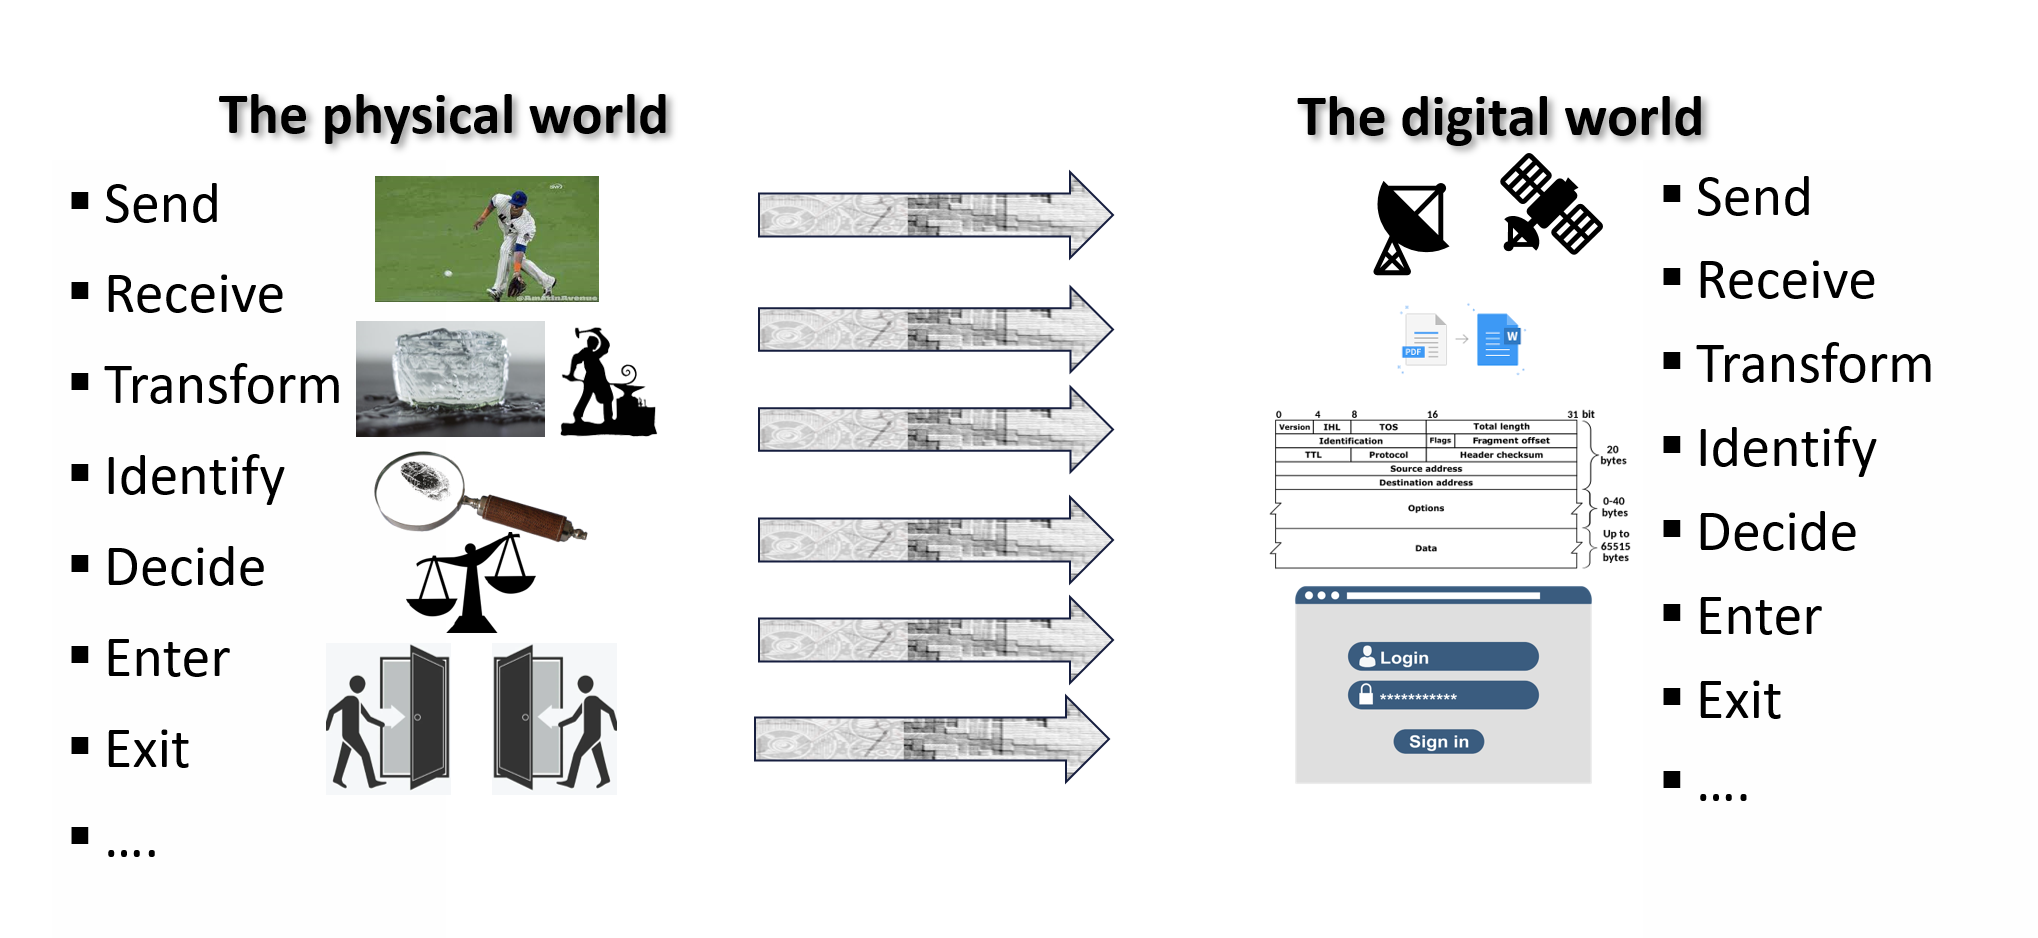 The physical world
▪ Send
▪ Receive
▪ Transform
▪ Identify
▪ Decide
▪ Enter
▪ Exit
▪ ....
@AmazinAvenue
The digital world
PDF
W
0 4 8 16 31 bit
Version IHL TOS Total length
Identification Flags Fragment offset
TTL Protocol Header checksum
Source address
Destination address
Options
Data
20
bytes
0-40
bytes
Up to
65515
bytes
Login
***********
Sign in
▪ Send
▪ Receive
▪ Transform
▪ Identify
▪ Decide
▪ Enter
▪ Exit
▪ ....